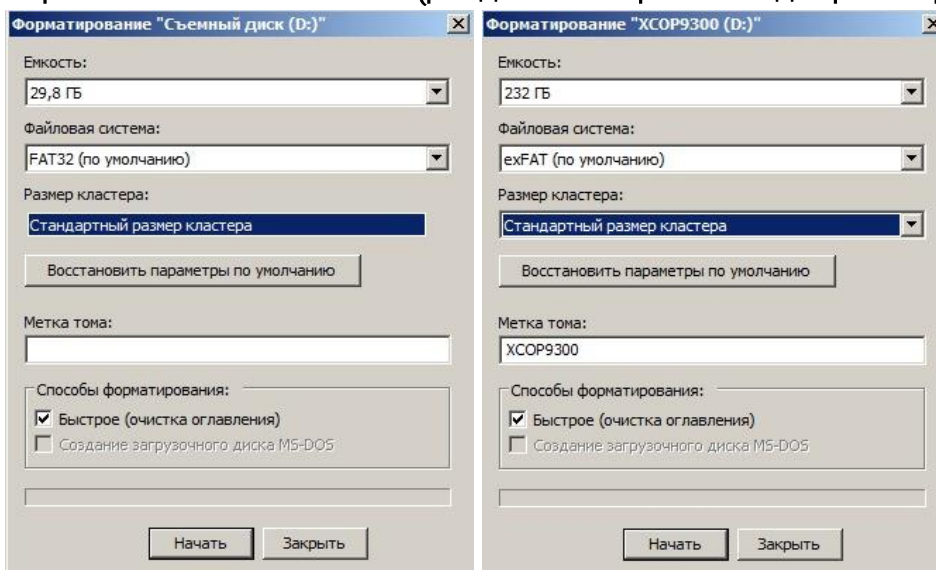 Форматирование "Съемный диск (D:)"
Емкость:
29,8 ГБ
Файловая система:
FAT32 (по умолчанию)
Размер кластера:
Стандартный размер кластера
Восстановить параметры по умолчанию
Метка тома:
Способы форматирования:
Быстрое (очистка оглавления)
Создание загрузочного диска MS-DOS
Начать
Закрыть
Форматирование "XCOP9300 (D:)"
Емкость:
232 ГБ
Файловая система:
exFAT (по умолчанию)
Размер кластера:
Стандартный размер кластера
Восстановить параметры по умолчанию
Метка тома:
XCOP9300
Способы форматирования:
Быстрое (очистка оглавления)
Создание загрузочного диска MS-DOS
Начать
Закрыть